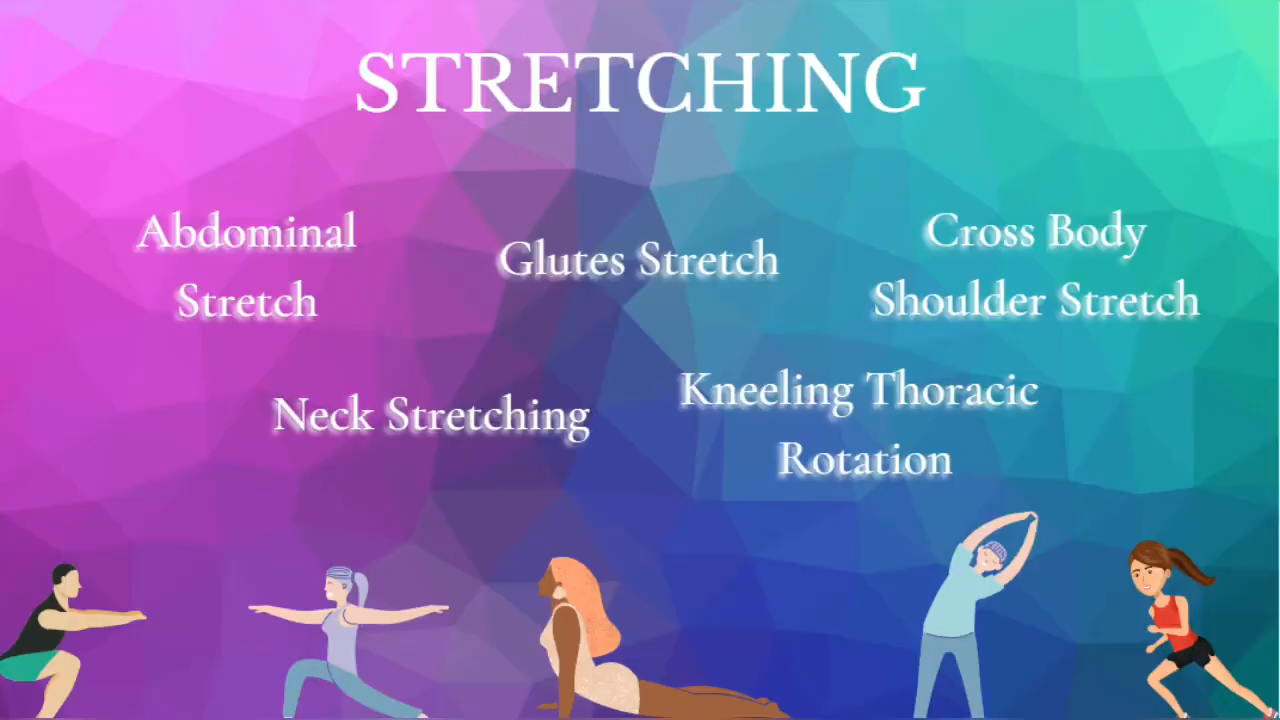 STRETCHING
Abdominal
Stretch
Glutes Stretch
Cross Body
Shoulder Stretch
Neck Stretching
Kneeling Thoracic
Rotation